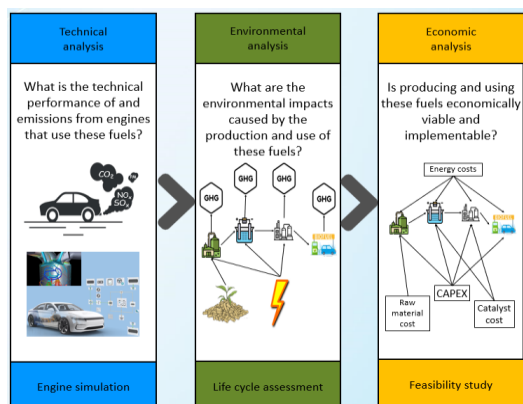 Technical
analysis
What is the technical
performance of and
emissions from engines
that use these fuels?
CO₂
NOₓ
SOₓ
Engine simulation
Environmental
analysis
What are the
environmental impacts
caused by the
production and use of
these fuels?
GHG
GHG
GHG
GHG
Life cycle assessment
Economic
analysis
Is producing and using
these fuels economically
viable and
implementable?
Energy costs
Raw
material
cost
CAPEX
Catalyst
cost
Feasibility study